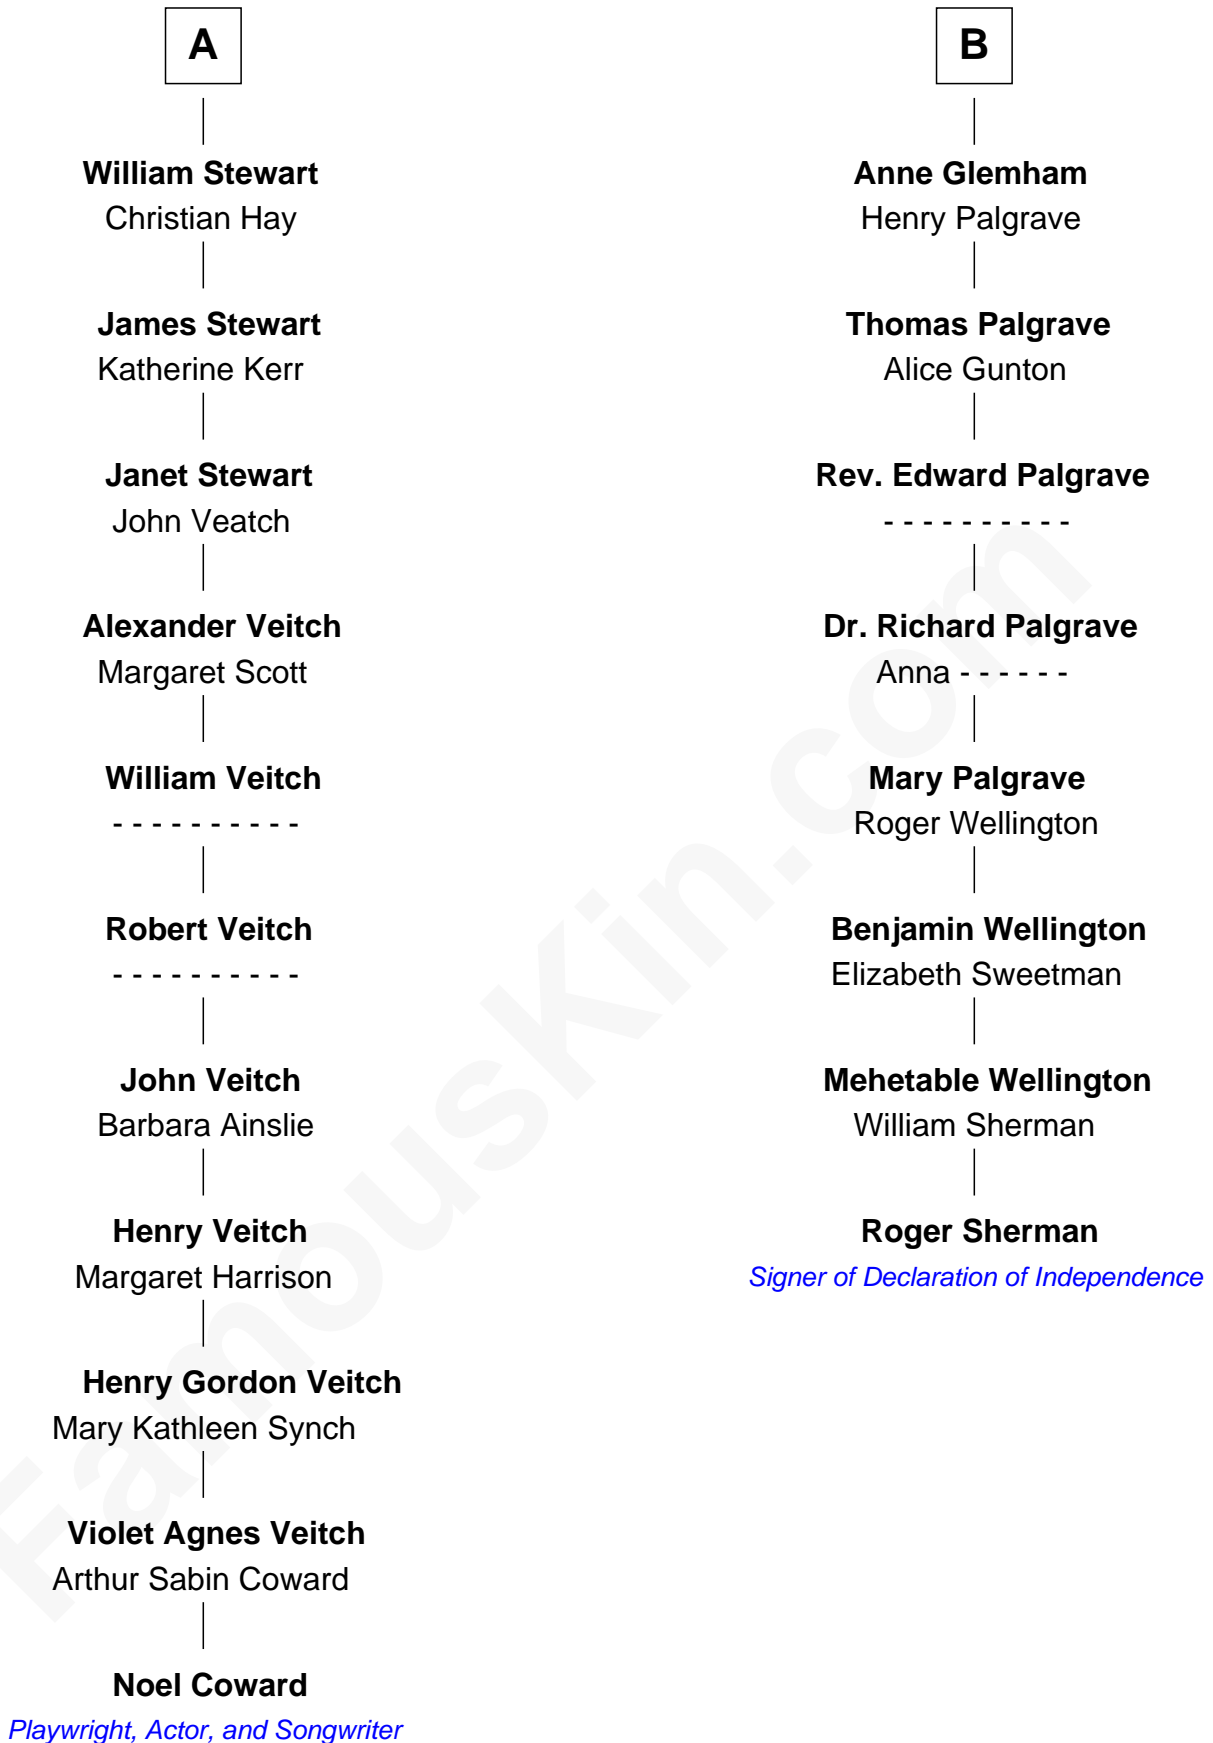 A
William Stewart
Christian Hay
James Stewart
Katherine Kerr
Janet Stewart
John Veatch
Alexander Veitch
Margaret Scott
William Veitch
- - - - - - - - - -
Robert Veitch
- - - - - - - - - -
John Veitch
Barbara Ainslie
Henry Veitch
Margaret Harrison
Henry Gordon Veitch
Mary Kathleen Synch
Violet Agnes Veitch
Arthur Sabin Coward
Noel Coward
Playwright, Actor, and Songwriter
B
Anne Glemham
Henry Palgrave
Thomas Palgrave
Alice Gunton
Rev. Edward Palgrave
- - - - - - - - - -
Dr. Richard Palgrave
Anna - - - - - -
Mary Palgrave
Roger Wellington
Benjamin Wellington
Elizabeth Sweetman
Mehetable Wellington
William Sherman
Roger Sherman
Signer of Declaration of Independence
FamousKin.com